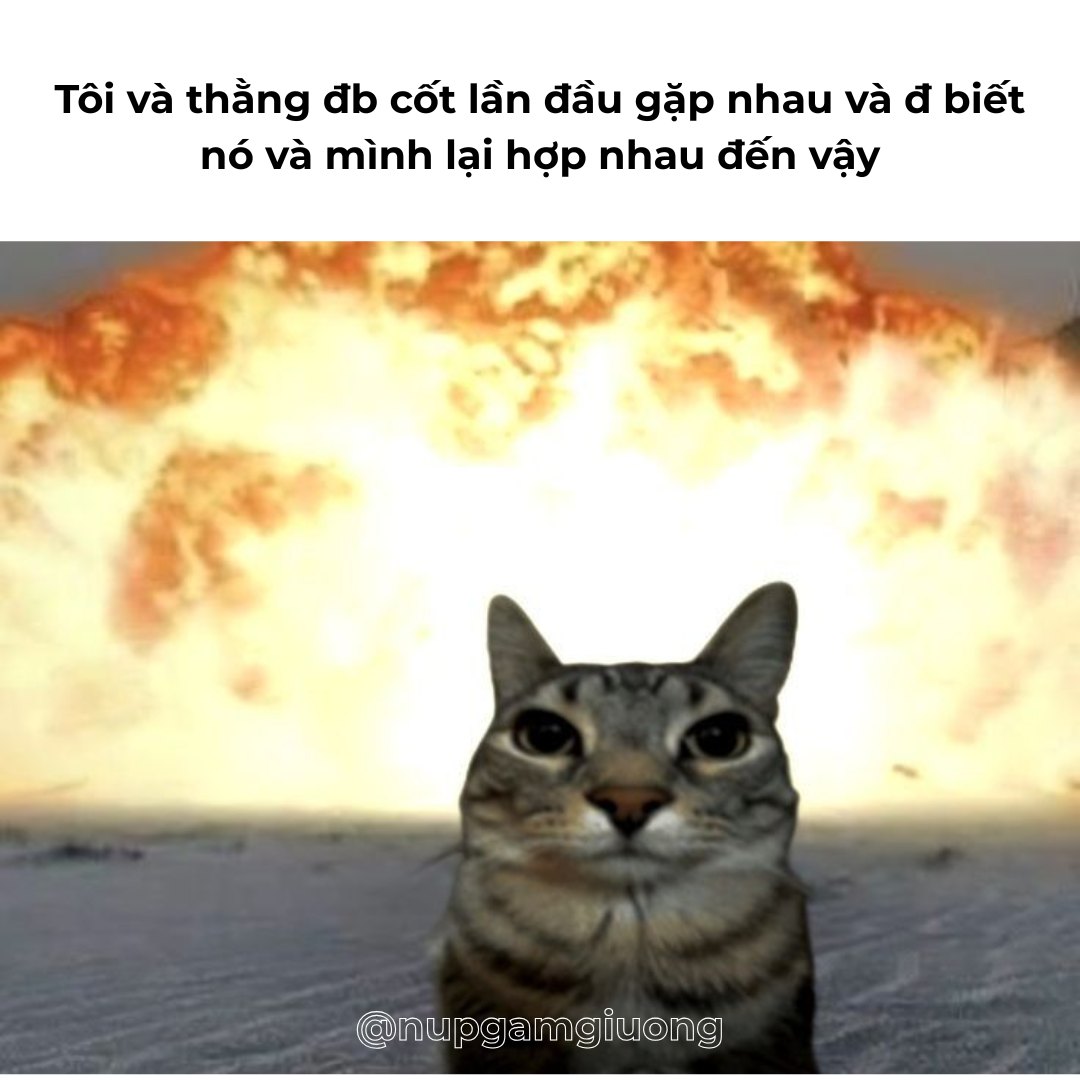 Tôi và thằng đb cốt lần đầu gặp nhau và đ biết
nó và mình lại hợp nhau đến vậy
@nupgamgiuong